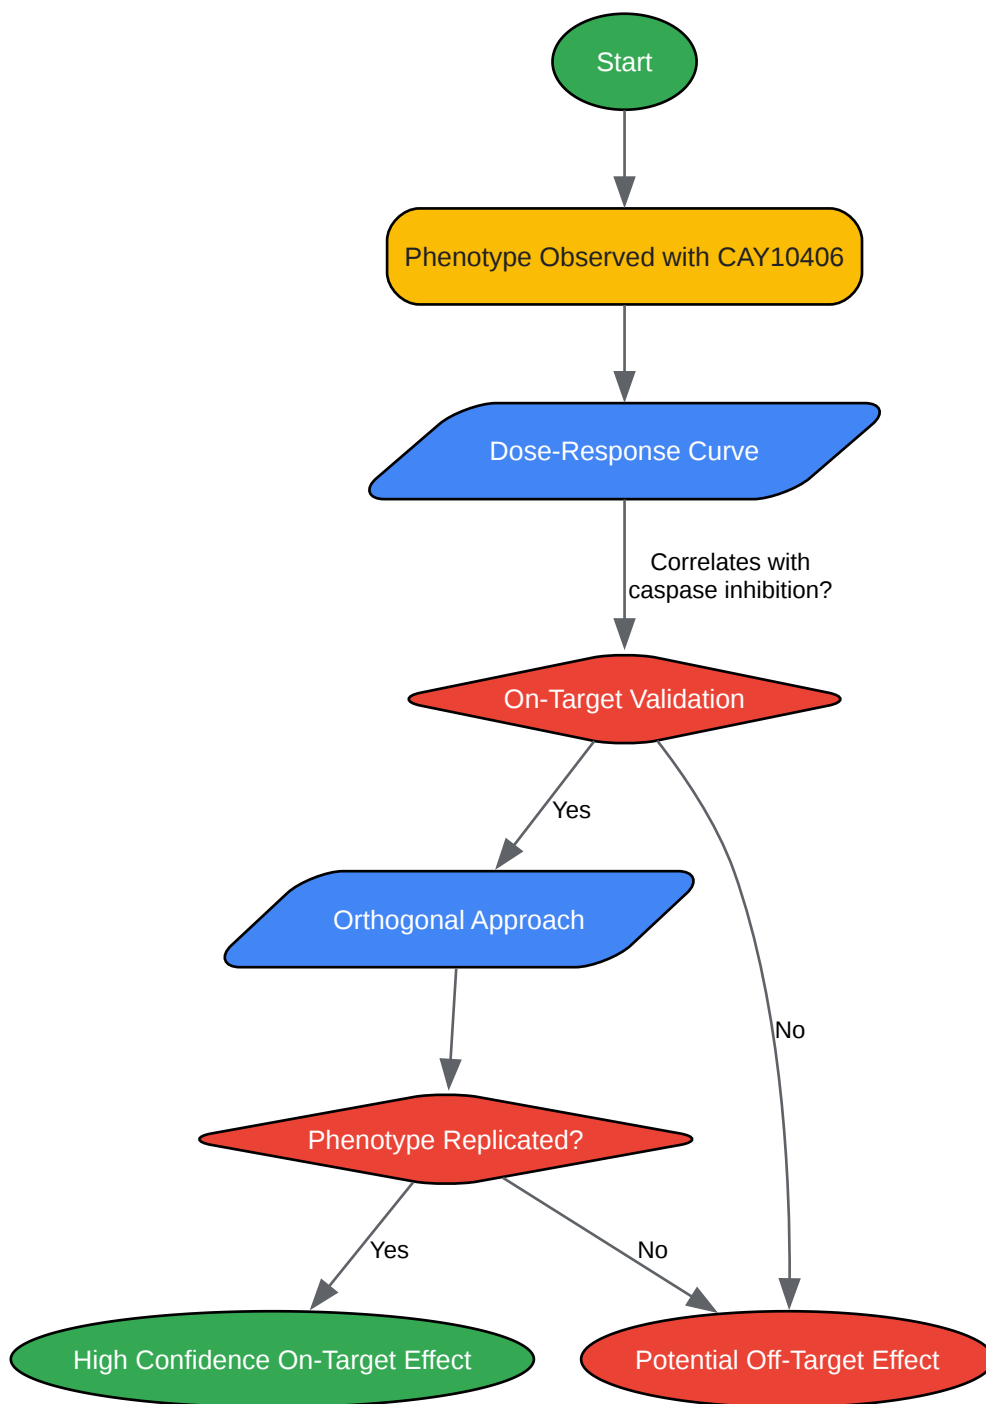 Start
Phenotype Observed with CAY10406
Dose-Response Curve
Correlates with
caspase inhibition?
On-Target Validation
Yes
Orthogonal Approach
No
Phenotype Replicated?
Yes
No
High Confidence On-Target Effect
Potential Off-Target Effect